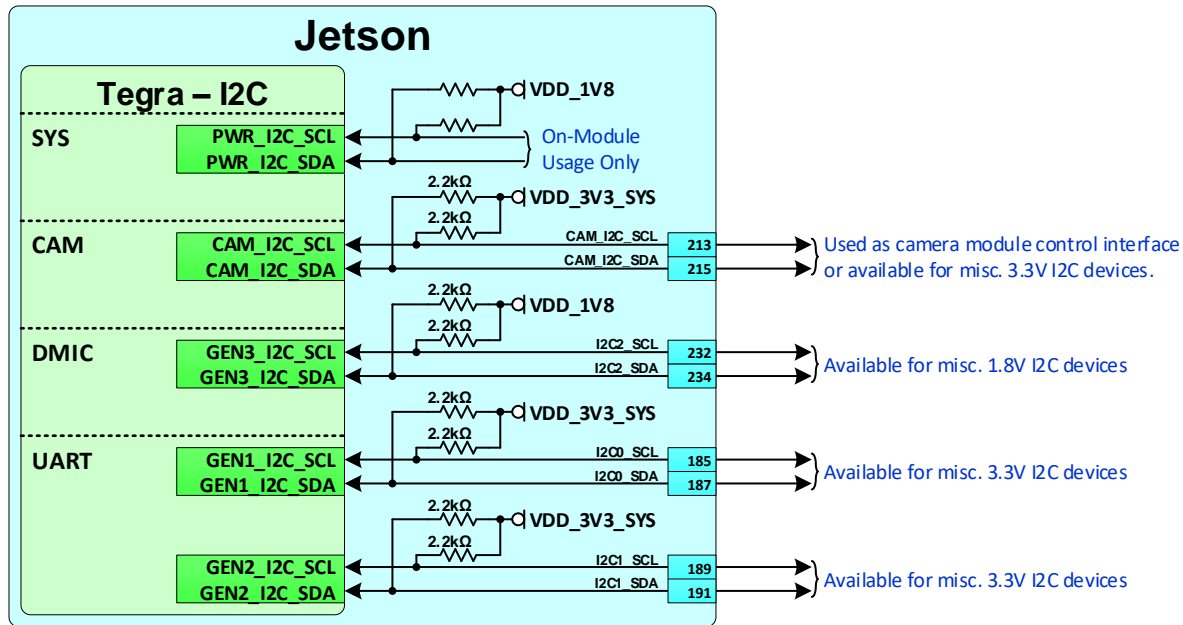 Jetson
Tegra – I2C
VDD_1V8
SYS
PWR_I2C_SCL
PWR_I2C_SDA
On-Module
Usage Only
2.2kΩ
VDD_3V3_SYS
2.2kΩ
CAM
CAM_I2C_SCL
CAM_I2C_SDA
CAM_I2C_SCL
CAM_I2C_SDA
213
215
Used as camera module control interface
or available for misc. 3.3V I2C devices.
2.2kΩ
VDD_1V8
2.2kΩ
DMIC
GEN3_I2C_SCL
GEN3_I2C_SDA
I2C2_SCL
I2C2_SDA
232
234
Available for misc. 1.8V I2C devices
2.2kΩ
VDD_3V3_SYS
2.2kΩ
UART
GEN1_I2C_SCL
GEN1_I2C_SDA
I2C0_SCL
I2C0_SDA
185
187
Available for misc. 3.3V I2C devices
2.2kΩ
VDD_3V3_SYS
2.2kΩ
GEN2_I2C_SCL
GEN2_I2C_SDA
I2C1_SCL
I2C1_SDA
189
191
Available for misc. 3.3V I2C devices